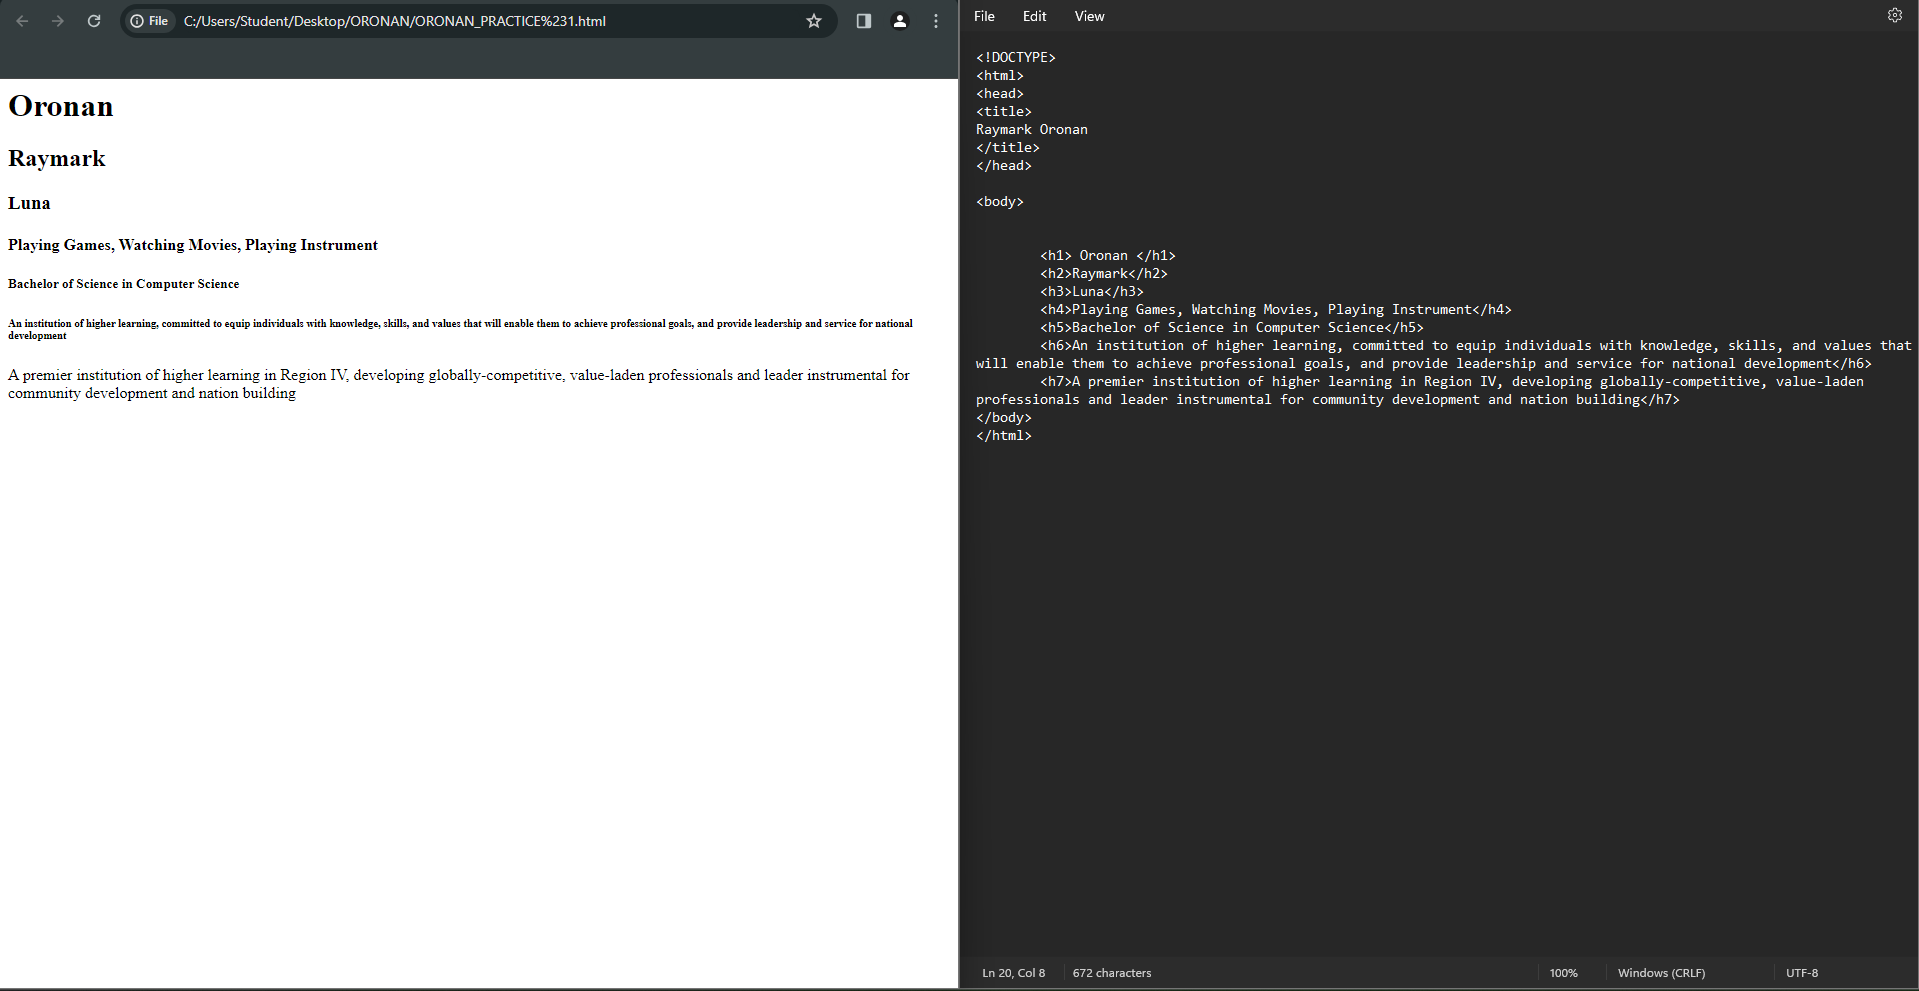 File C:/Users/Student/Desktop/ORONAN/ORONAN_PRACTICE%231.html
Oronan
Raymark
Luna
Playing Games, Watching Movies, Playing Instrument
Bachelor of Science in Computer Science
An institution of higher learning, committed to equip individuals with knowledge, skills, and values that will enable them to achieve professional goals, and provide leadership and service for national
development
A premier institution of higher learning in Region IV, developing globally-competitive, value-laden professionals and leader instrumental for
community development and nation building
File Edit View
<!DOCTYPE>
<html>
<head>
<title>
Raymark Oronan
</title>
</head>
<body>
<h1> Oronan </h1>
<h2>Raymark</h2>
<h3>Luna</h3>
<h4>Playing Games, Watching Movies, Playing Instrument</h4>
<h5>Bachelor of Science in Computer Science</h5>
<h6>An institution of higher learning, committed to equip individuals with knowledge, skills, and values that
will enable them to achieve professional goals, and provide leadership and service for national development</h6>
<h7>A premier institution of higher learning in Region IV, developing globally-competitive, value-laden
professionals and leader instrumental for community development and nation building</h7>
</body>
</html>
Ln 20, Col 8 672 characters 100% Windows (CRLF) UTF-8